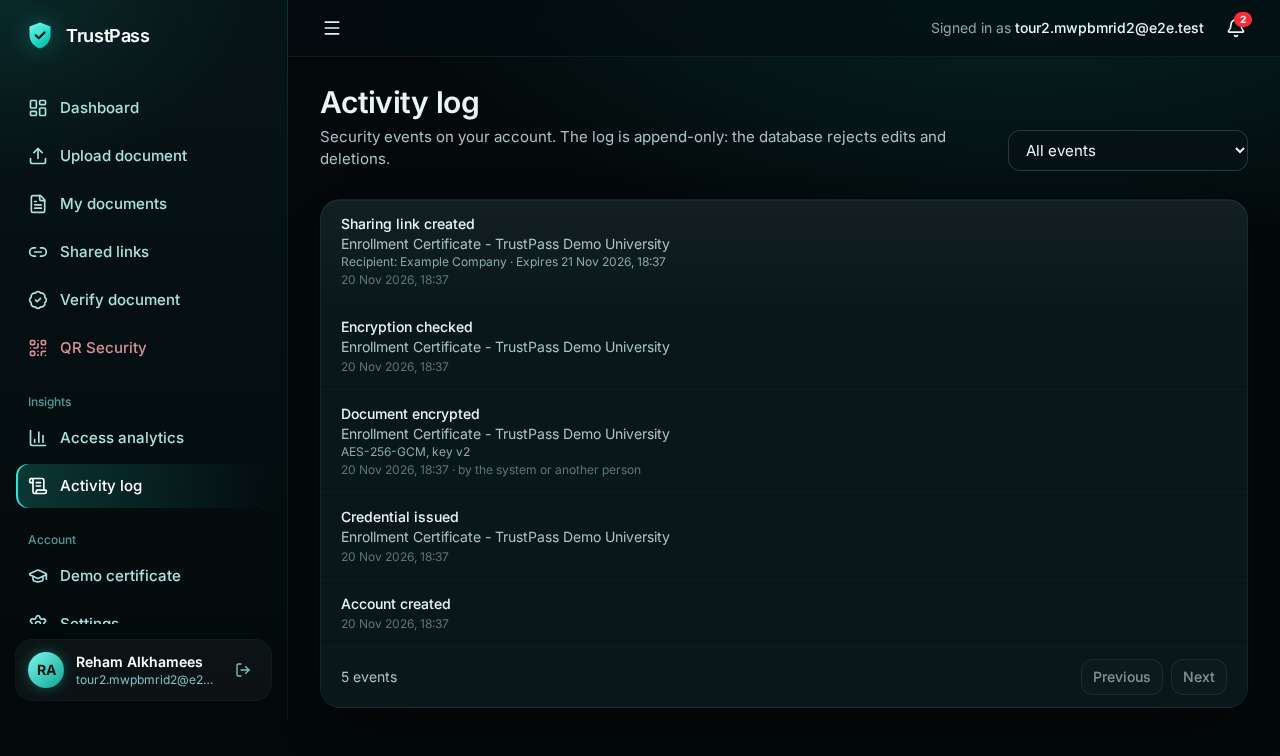 TrustPass
Dashboard
Upload document
My documents
Shared links
Verify document
QR Security
Insights
Access analytics
Activity log
Account
Demo certificate
Settings
RA
Reham Alkhamees
tour2.mwpbmrid2@e2...
Signed in as tour2.mwpbmrid2@e2e.test
2
Activity log
Security events on your account. The log is append-only: the database rejects edits and
deletions.
All events
Sharing link created
Enrollment Certificate - TrustPass Demo University
Recipient: Example Company · Expires 21 Nov 2026, 18:37
20 Nov 2026, 18:37
Encryption checked
Enrollment Certificate - TrustPass Demo University
20 Nov 2026, 18:37
Document encrypted
Enrollment Certificate - TrustPass Demo University
AES-256-GCM, key v2
20 Nov 2026, 18:37 · by the system or another person
Credential issued
Enrollment Certificate - TrustPass Demo University
20 Nov 2026, 18:37
Account created
20 Nov 2026, 18:37
5 events
Previous
Next